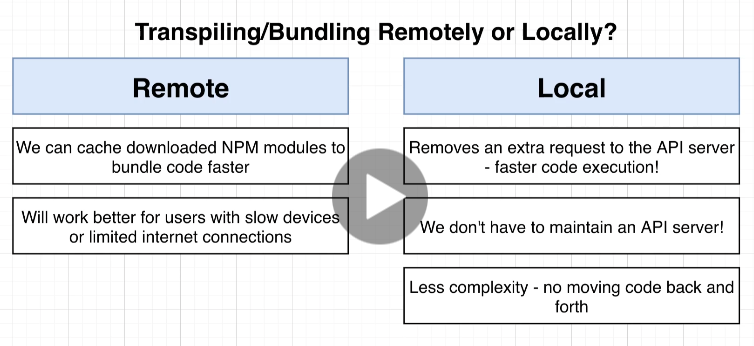 Transpiling/Bundling Remotely or Locally?
Remote
We can cache downloaded NPM modules to
bundle code faster
Will work better for users with slow devices
or limited internet connections
Local
Removes an extra request to the API server
- faster code execution!
We don't have to maintain an API server!
Less complexity - no moving code back and
forth